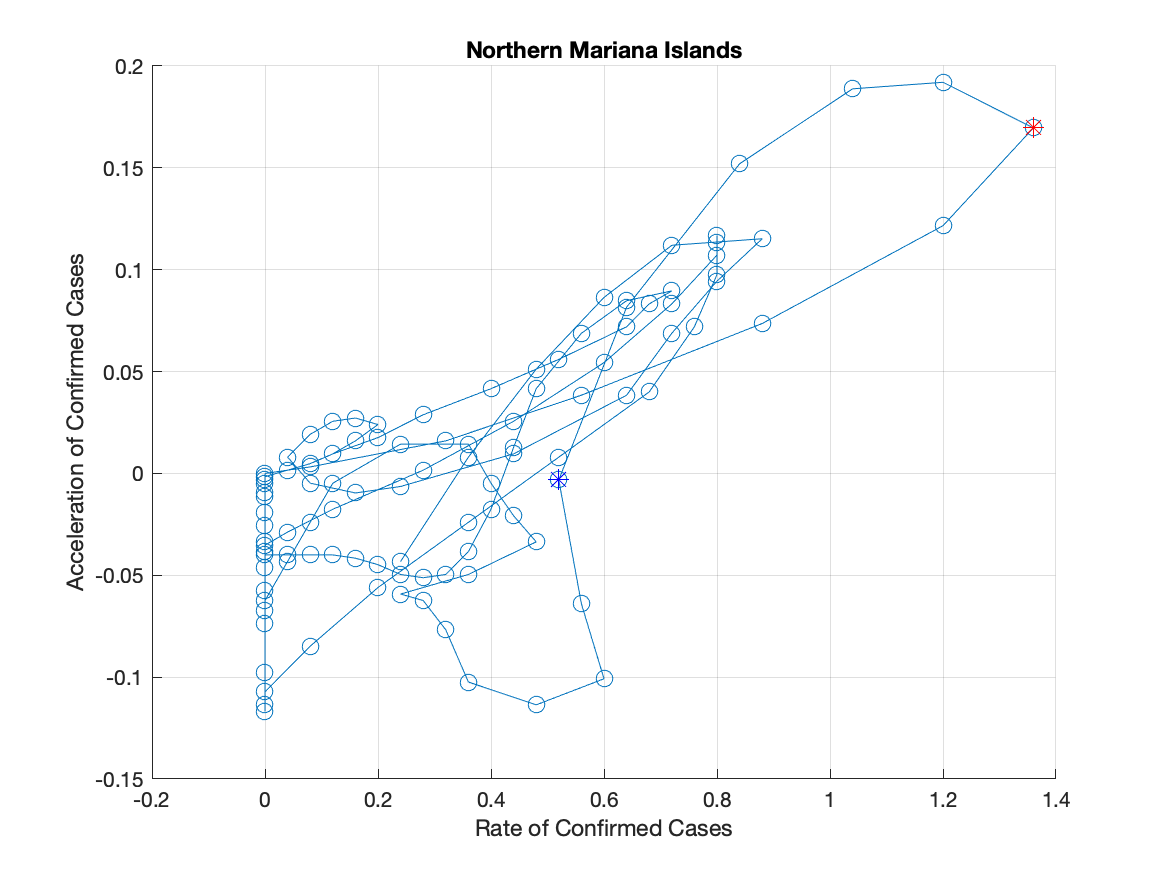 Northern Mariana Islands
0.2
0.15
0.1
0.05
0
-0.05
-0.1
-0.15
Acceleration of Confirmed Cases
-0.2 0 0.2 0.4 0.6 0.8 1 1.2 1.4
Rate of Confirmed Cases